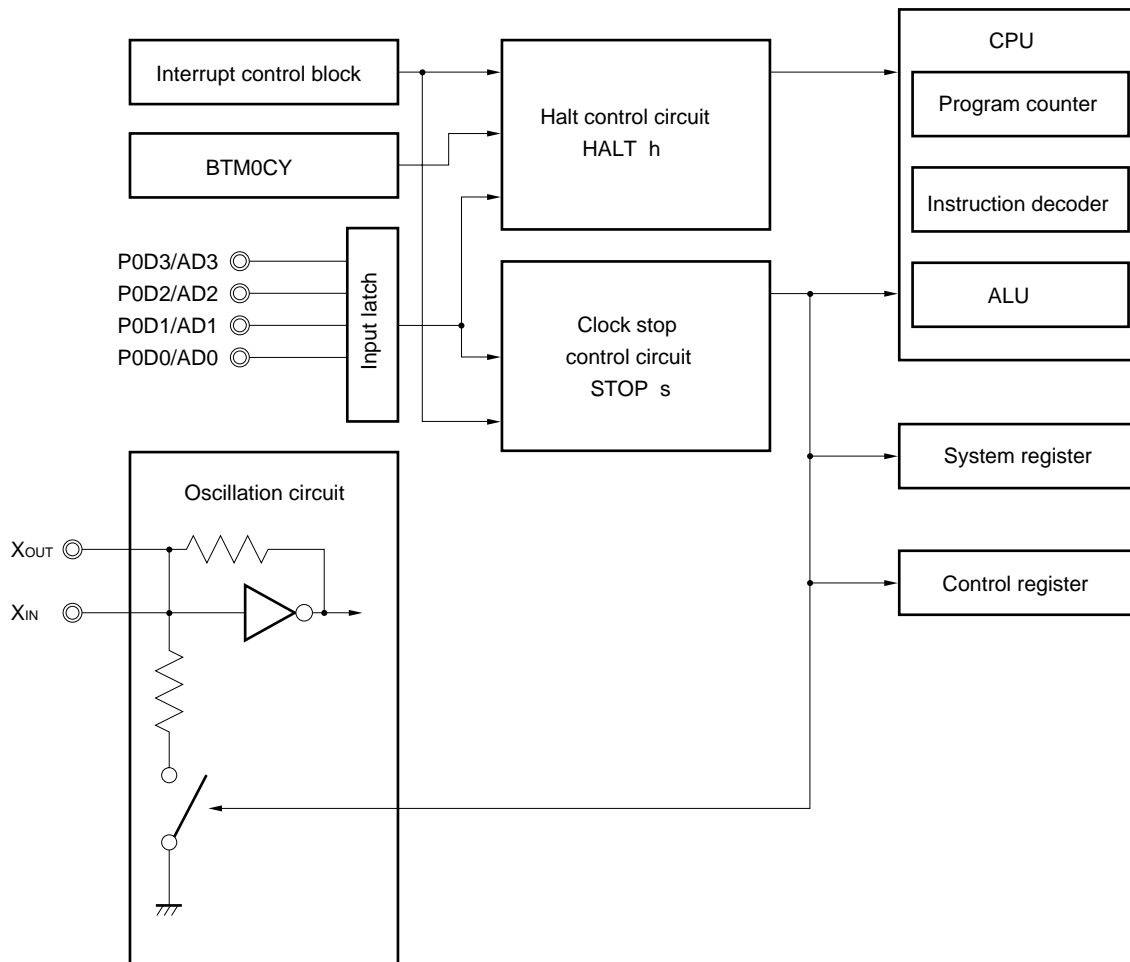 Interrupt control block
BTM0CY
P0D3/AD3
P0D2/AD2
P0D1/AD1
P0D0/AD0
Input latch
Halt control circuit
HALT h
Clock stop
control circuit
STOP s
CPU
Program counter
Instruction decoder
ALU
System register
Control register
Oscillation circuit
XOUT
XIN